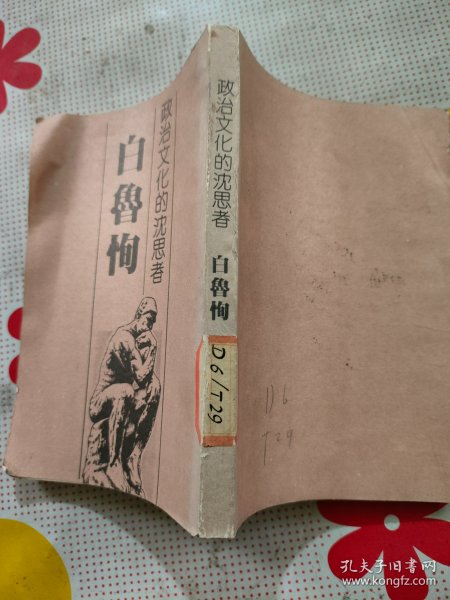 政治文化的沈思者
白魯恂
政治文化的沈思者
白魯恂
D6/T29
D6
T29
孔夫子旧书网
www.kongfz.com